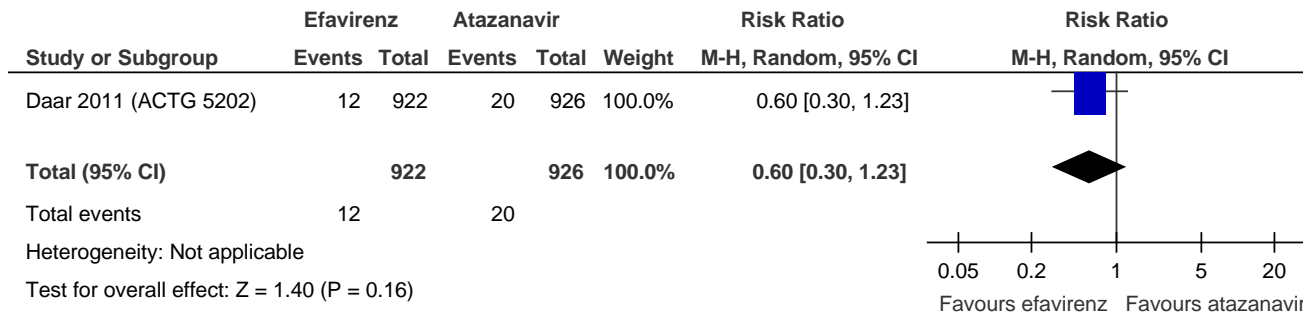 Efavirenz Atazanavir Risk Ratio Risk Ratio
Study or Subgroup Events Total Events Total Weight M-H, Random, 95% CI M-H, Random, 95% CI
Daar 2011 (ACTG 5202) 12 922 20 926 100.0% 0.60 [0.30, 1.23]
Total (95% CI) 922 926 100.0% 0.60 [0.30, 1.23]
Total events 12 20
Heterogeneity: Not applicable
Test for overall effect: Z = 1.40 (P = 0.16)
0.05 0.2 1 5 20
Favours efavirenz Favours atazanavir